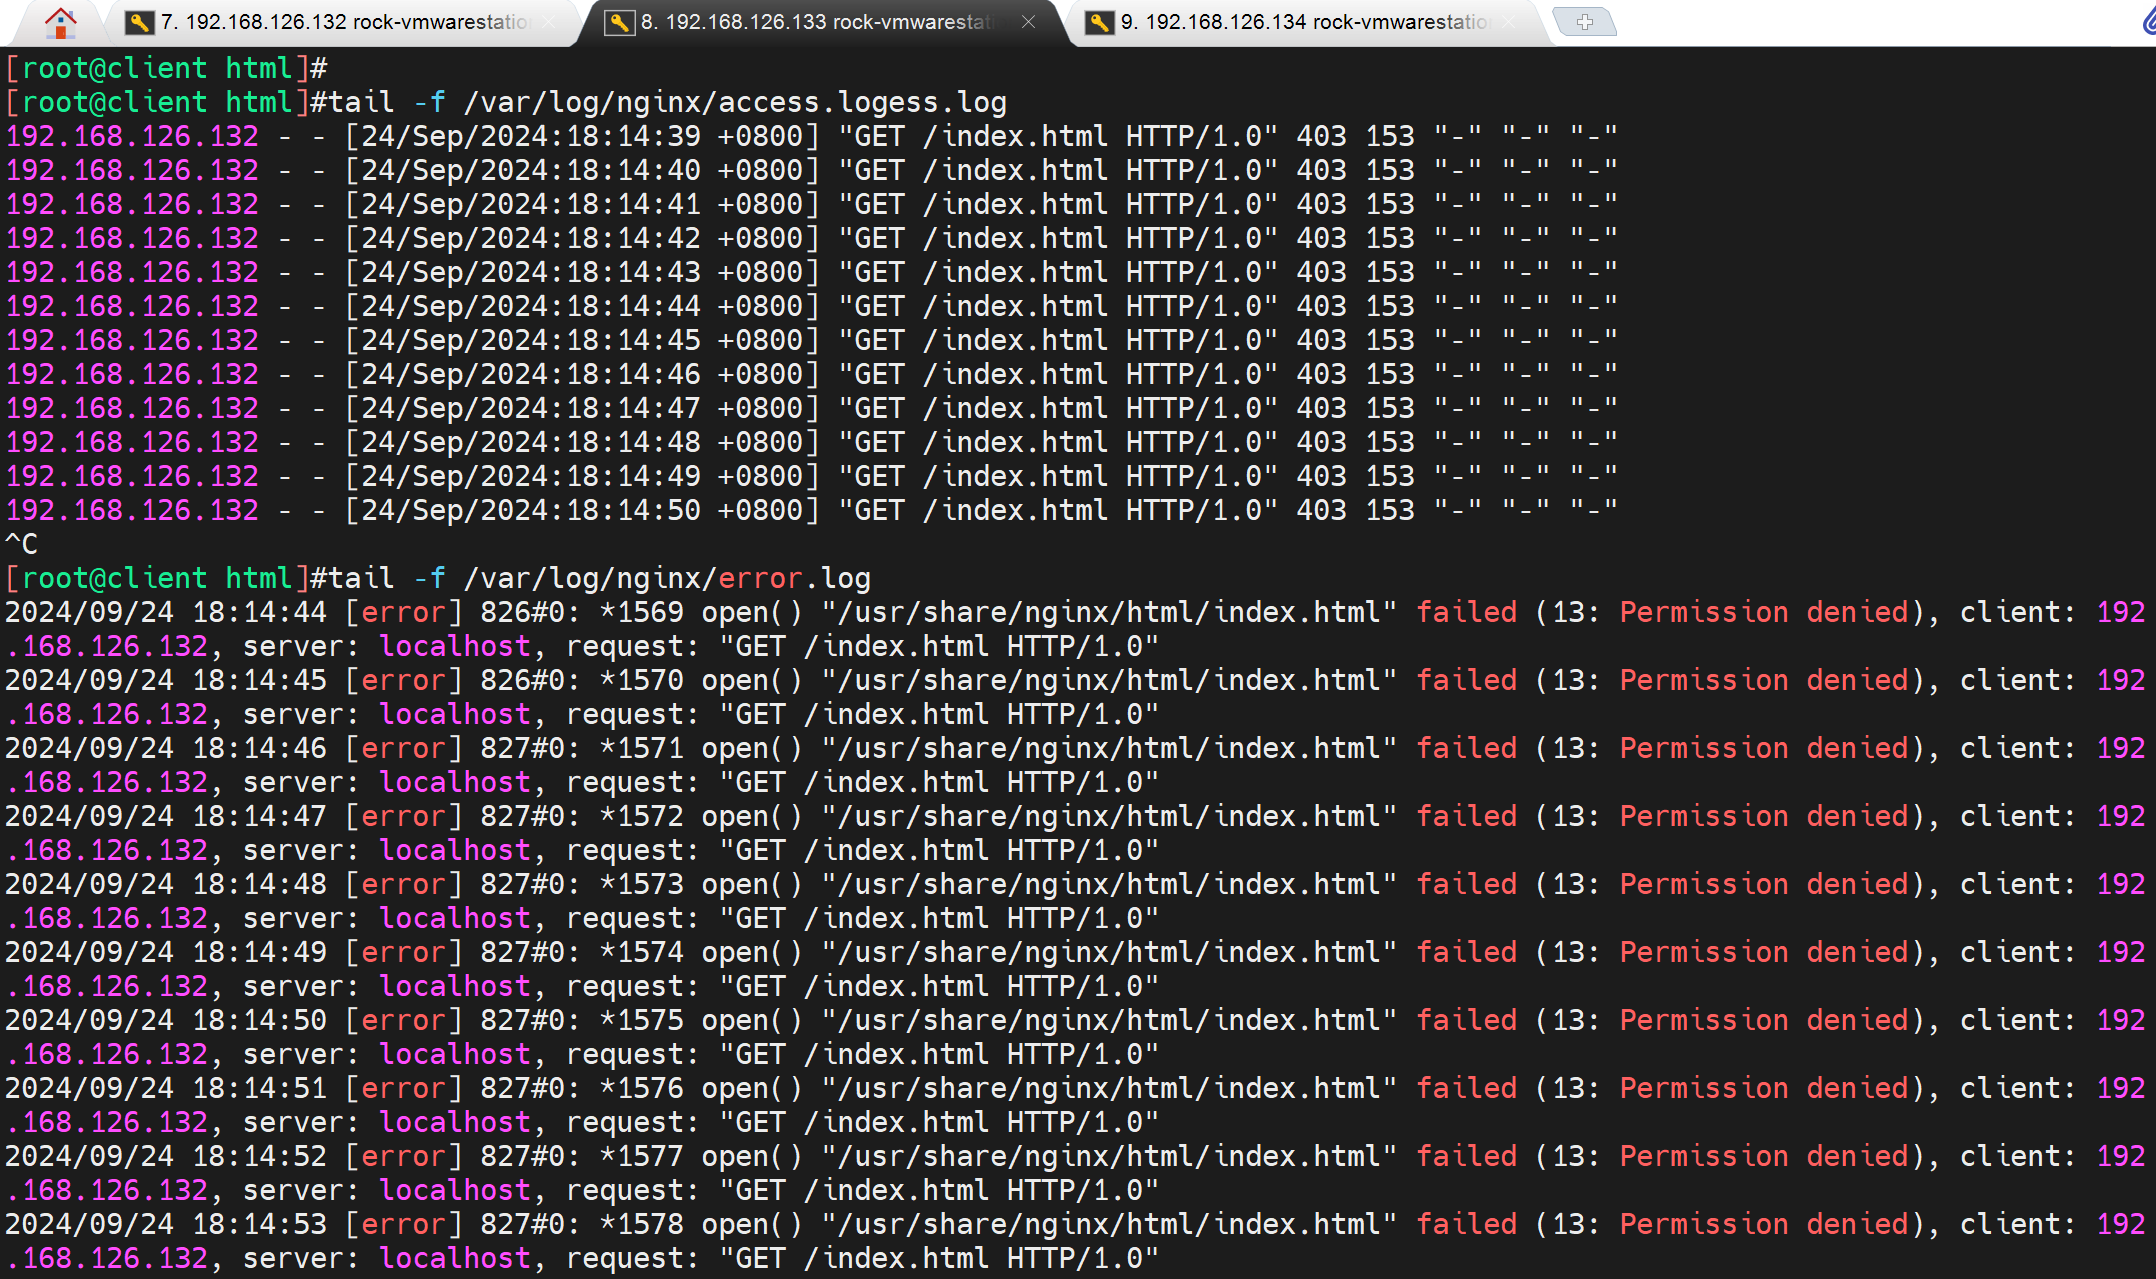 7. 192.168.126.132 rock-vmwarestatio
8. 192.168.126.133 rock-vmwarestati
9. 192.168.126.134 rock-vmwarestatio
[root@client html]#
[root@client html]#tail -f /var/log/nginx/access.logess.log
192.168.126.132 - - [24/Sep/2024:18:14:39 +0800] "GET /index.html HTTP/1.0" 403 153 "-" "-" "-"
192.168.126.132 - - [24/Sep/2024:18:14:40 +0800] "GET /index.html HTTP/1.0" 403 153 "-" "-" "-"
192.168.126.132 - - [24/Sep/2024:18:14:41 +0800] "GET /index.html HTTP/1.0" 403 153 "-" "-" "-"
192.168.126.132 - - [24/Sep/2024:18:14:42 +0800] "GET /index.html HTTP/1.0" 403 153 "-" "-" "-"
192.168.126.132 - - [24/Sep/2024:18:14:43 +0800] "GET /index.html HTTP/1.0" 403 153 "-" "-" "-"
192.168.126.132 - - [24/Sep/2024:18:14:44 +0800] "GET /index.html HTTP/1.0" 403 153 "-" "-" "-"
192.168.126.132 - - [24/Sep/2024:18:14:45 +0800] "GET /index.html HTTP/1.0" 403 153 "-" "-" "-"
192.168.126.132 - - [24/Sep/2024:18:14:46 +0800] "GET /index.html HTTP/1.0" 403 153 "-" "-" "-"
192.168.126.132 - - [24/Sep/2024:18:14:47 +0800] "GET /index.html HTTP/1.0" 403 153 "-" "-" "-"
192.168.126.132 - - [24/Sep/2024:18:14:48 +0800] "GET /index.html HTTP/1.0" 403 153 "-" "-" "-"
192.168.126.132 - - [24/Sep/2024:18:14:49 +0800] "GET /index.html HTTP/1.0" 403 153 "-" "-" "-"
192.168.126.132 - - [24/Sep/2024:18:14:50 +0800] "GET /index.html HTTP/1.0" 403 153 "-" "-" "-"
^C
[root@client html]#tail -f /var/log/nginx/error.log
2024/09/24 18:14:44 [error] 826#0: *1569 open() "/usr/share/nginx/html/index.html" failed (13: Permission denied), client: 192
.168.126.132, server: localhost, request: "GET /index.html HTTP/1.0"
2024/09/24 18:14:45 [error] 826#0: *1570 open() "/usr/share/nginx/html/index.html" failed (13: Permission denied), client: 192
.168.126.132, server: localhost, request: "GET /index.html HTTP/1.0"
2024/09/24 18:14:46 [error] 827#0: *1571 open() "/usr/share/nginx/html/index.html" failed (13: Permission denied), client: 192
.168.126.132, server: localhost, request: "GET /index.html HTTP/1.0"
2024/09/24 18:14:47 [error] 827#0: *1572 open() "/usr/share/nginx/html/index.html" failed (13: Permission denied), client: 192
.168.126.132, server: localhost, request: "GET /index.html HTTP/1.0"
2024/09/24 18:14:48 [error] 827#0: *1573 open() "/usr/share/nginx/html/index.html" failed (13: Permission denied), client: 192
.168.126.132, server: localhost, request: "GET /index.html HTTP/1.0"
2024/09/24 18:14:49 [error] 827#0: *1574 open() "/usr/share/nginx/html/index.html" failed (13: Permission denied), client: 192
.168.126.132, server: localhost, request: "GET /index.html HTTP/1.0"
2024/09/24 18:14:50 [error] 827#0: *1575 open() "/usr/share/nginx/html/index.html" failed (13: Permission denied), client: 192
.168.126.132, server: localhost, request: "GET /index.html HTTP/1.0"
2024/09/24 18:14:51 [error] 827#0: *1576 open() "/usr/share/nginx/html/index.html" failed (13: Permission denied), client: 192
.168.126.132, server: localhost, request: "GET /index.html HTTP/1.0"
2024/09/24 18:14:52 [error] 827#0: *1577 open() "/usr/share/nginx/html/index.html" failed (13: Permission denied), client: 192
.168.126.132, server: localhost, request: "GET /index.html HTTP/1.0"
2024/09/24 18:14:53 [error] 827#0: *1578 open() "/usr/share/nginx/html/index.html" failed (13: Permission denied), client: 192
.168.126.132, server: localhost, request: "GET /index.html HTTP/1.0"